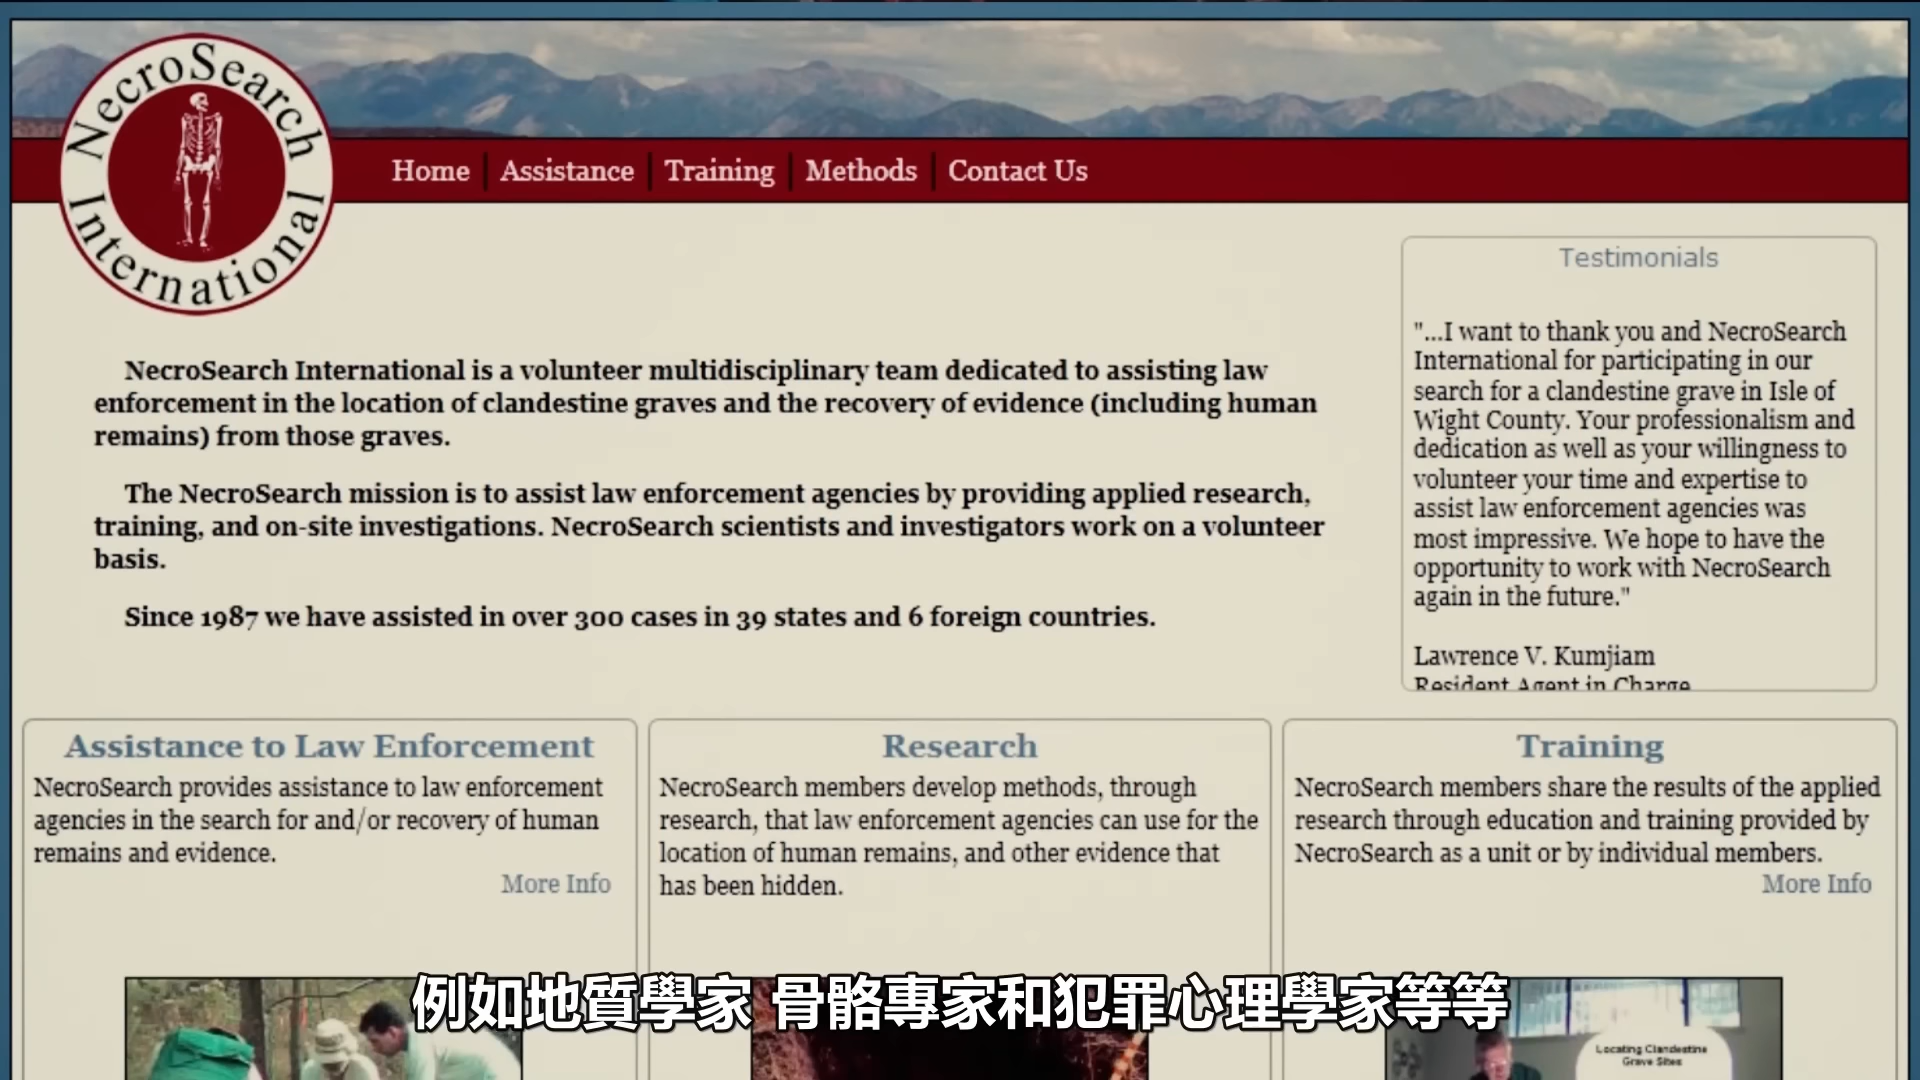 NecroSearch International
Home
Assistance
Training
Methods
Contact Us
NecroSearch International is a volunteer multidisciplinary team dedicated to assisting law
enforcement in the location of clandestine graves and the recovery of evidence (including human
remains) from those graves.
The NecroSearch mission is to assist law enforcement agencies by providing applied research,
training, and on-site investigations. NecroSearch scientists and investigators work on a volunteer
basis.
Since 1987 we have assisted in over 300 cases in 39 states and 6 foreign countries.
Testimonials
"...I want to thank you and NecroSearch
International for participating in our
search for a clandestine grave in Isle of
Wight County. Your professionalism and
dedication as well as your willingness to
volunteer your time and expertise to
assist law enforcement agencies was
most impressive. We hope to have the
opportunity to work with NecroSearch
again in the future."
Lawrence V. Kumjiam
Resident Agent in Charge
Assistance to Law Enforcement
NecroSearch provides assistance to law enforcement
agencies in the search for and/or recovery of human
remains and evidence.
More Info
Research
NecroSearch members develop methods, through
research, that law enforcement agencies can use for the
location of human remains, and other evidence that
has been hidden.
Training
NecroSearch members share the results of the applied
research through education and training provided by
NecroSearch as a unit or by individual members.
More Info
Locating Clandestine
Grave Sites
例如地質學家 骨骼專家和犯罪心理學家等等